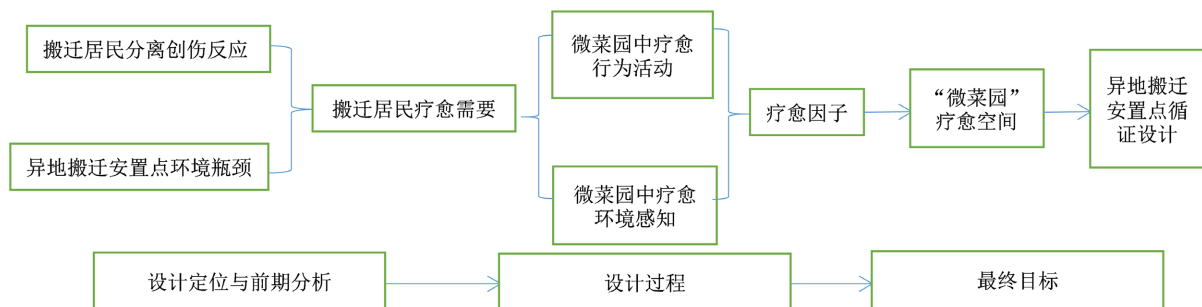 搬迁居民分离创伤反应
异地搬迁安置点环境瓶颈
搬迁居民疗愈需要
微菜园中疗愈
行为活动
微菜园中疗愈
环境感知
疗愈因子
“微菜园”
疗愈空间
异地搬迁
安置点循
证设计
设计定位与前期分析
设计过程
最终目标